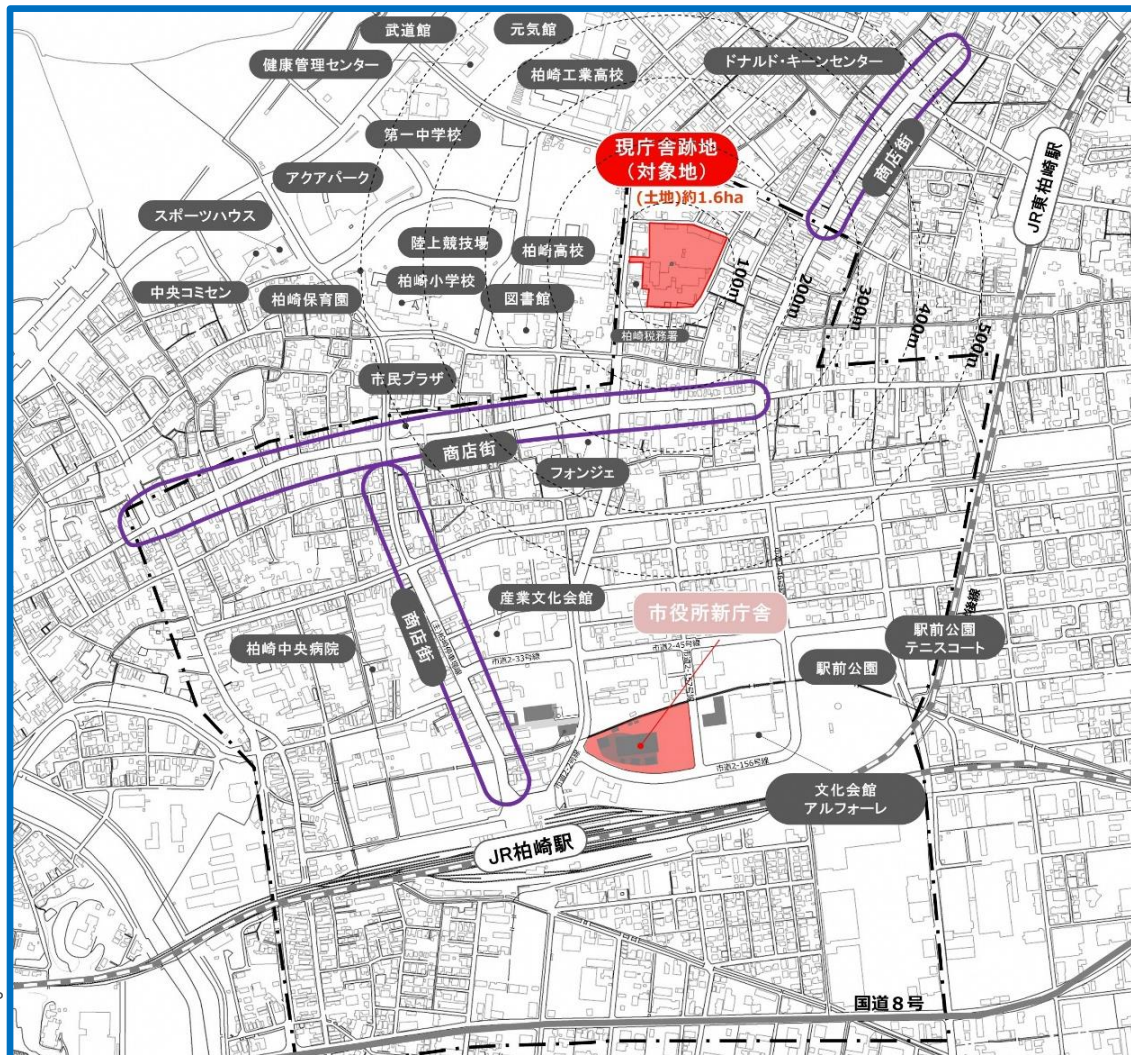 武道館
元気館
健康管理センター
柏崎工業高校
ドナルド・キーンセンター
第一中学校
現庁舎跡地
(対象地)
(土地)約1.6ha
商店街
JR東柏崎駅
アクアパーク
スポーツハウス
陸上競技場
柏崎高校
柏崎小学校
中央コミセン
柏崎保育園
図書館
100m
200m
300m
400m
500m
柏崎税務署
市民プラザ
商店街
フォンジェ
産業文化会館
市役所新庁舎
商店街
柏崎中央病院
市道2-33号線
市道2-45号線
駅前公園
テニスコート
駅前公園
市道2-156号線
文化会館
アルフォーレ
JR柏崎駅
国道8号